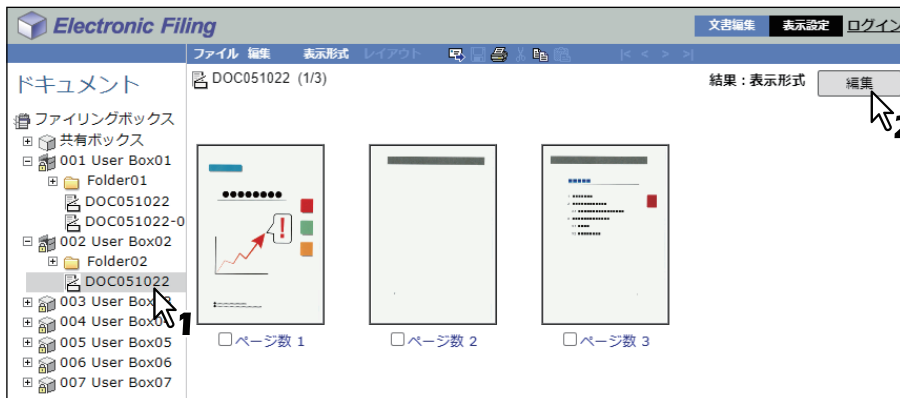 Electronic Filing
文書編集 表示設定 ログイン
ファイル 編集 表示形式 レイアウト |< < > >|
ドキュメント
DOC051022 (1/3)
結果：表示形式 編集
2
ファイリングボックス
共有ボックス
001 User Box01
Folder01
DOC051022
DOC051022-0
002 User Box02
Folder02
DOC051022
1
003 User Box
004 User Box04
005 User Box05
006 User Box06
007 User Box07
!
ページ数 1
ページ数 2
ページ数 3